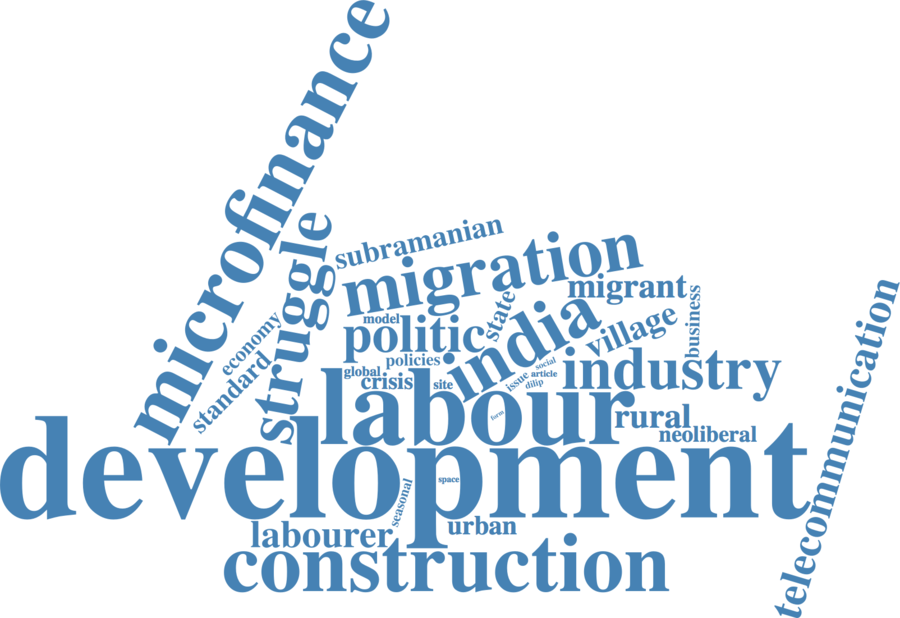 microfinance
struggle
subramanian
migration
migrant
state
business
model
politic
india
village
economy
standard
policies
global
crisis
site
issue
social
article
dilip
industry
labour
form
rural
neoliberal
development
space
seasonal
labourer
urban
construction
telecommunication